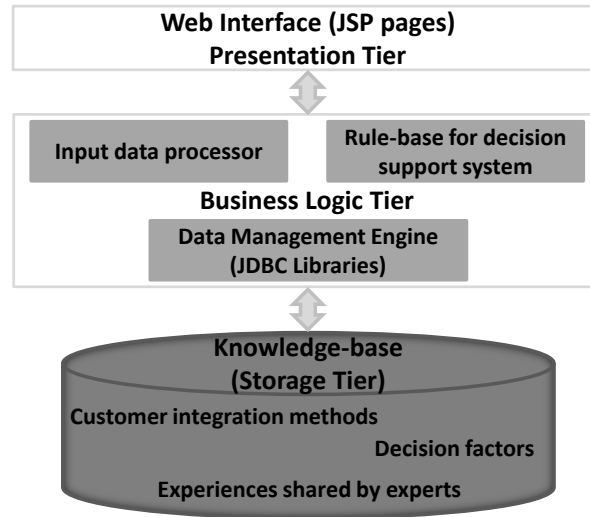 Web Interface (JSP pages)
Presentation Tier
Input data processor
Rule-base for decision
support system
Business Logic Tier
Data Management Engine
(JDBC Libraries)
Knowledge-base
(Storage Tier)
Customer integration methods
Decision factors
Experiences shared by experts